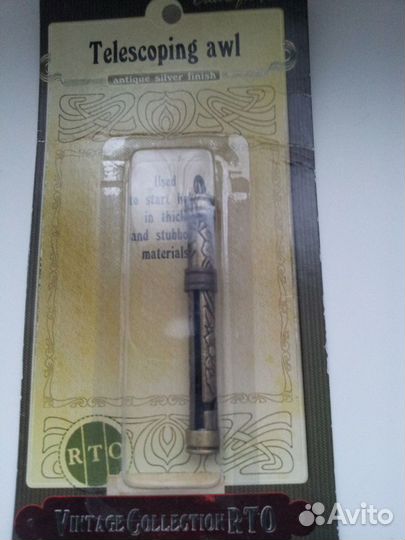 Telescoping awl
antique silver finish
Used
to start
in thick
and stubbo
materials
RTO
VINTAGE COLLECTION RTO
Avito